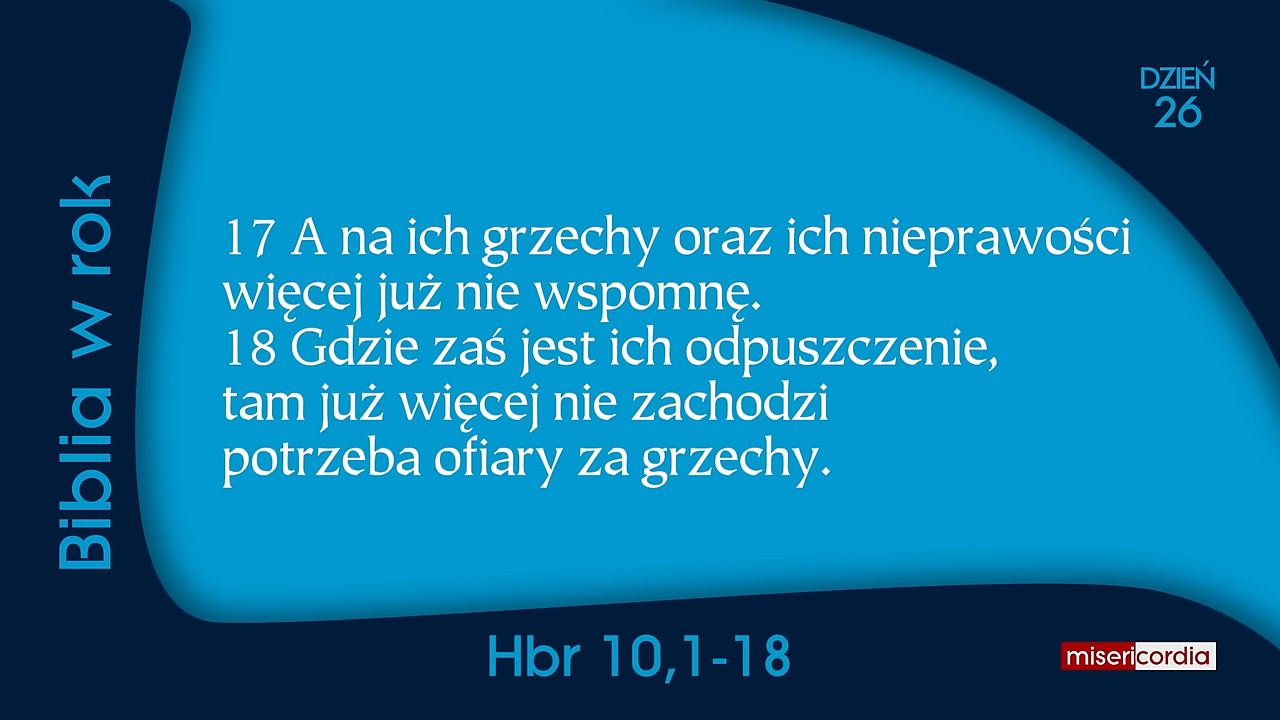 DZIEŃ
26
Biblia w rok
17 A na ich grzechy oraz ich nieprawości
więcej już nie wspomnę.
18 Gdzie zaś jest ich odpuszczenie,
tam już więcej nie zachodzi
potrzeba ofiary za grzechy.
Hbr 10,1-18
misericordia